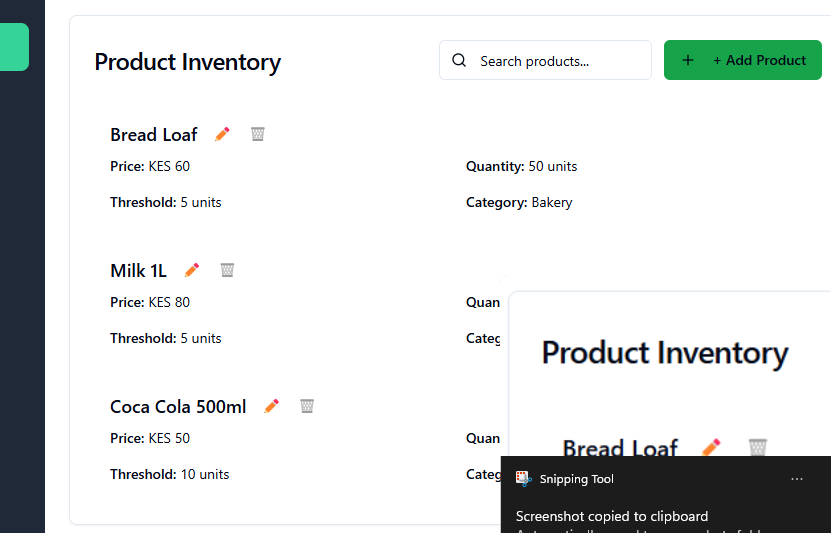 Product Inventory
Search products...
+ Add Product
Bread Loaf
Price: KES 60
Quantity: 50 units
Threshold: 5 units
Category: Bakery
Milk 1L
Price: KES 80
Quan
Threshold: 5 units
Categ
Product Inventory
Coca Cola 500ml
Price: KES 50
Quan
Bread Loaf
Threshold: 10 units
Categ
Snipping Tool
Screenshot copied to clipboard